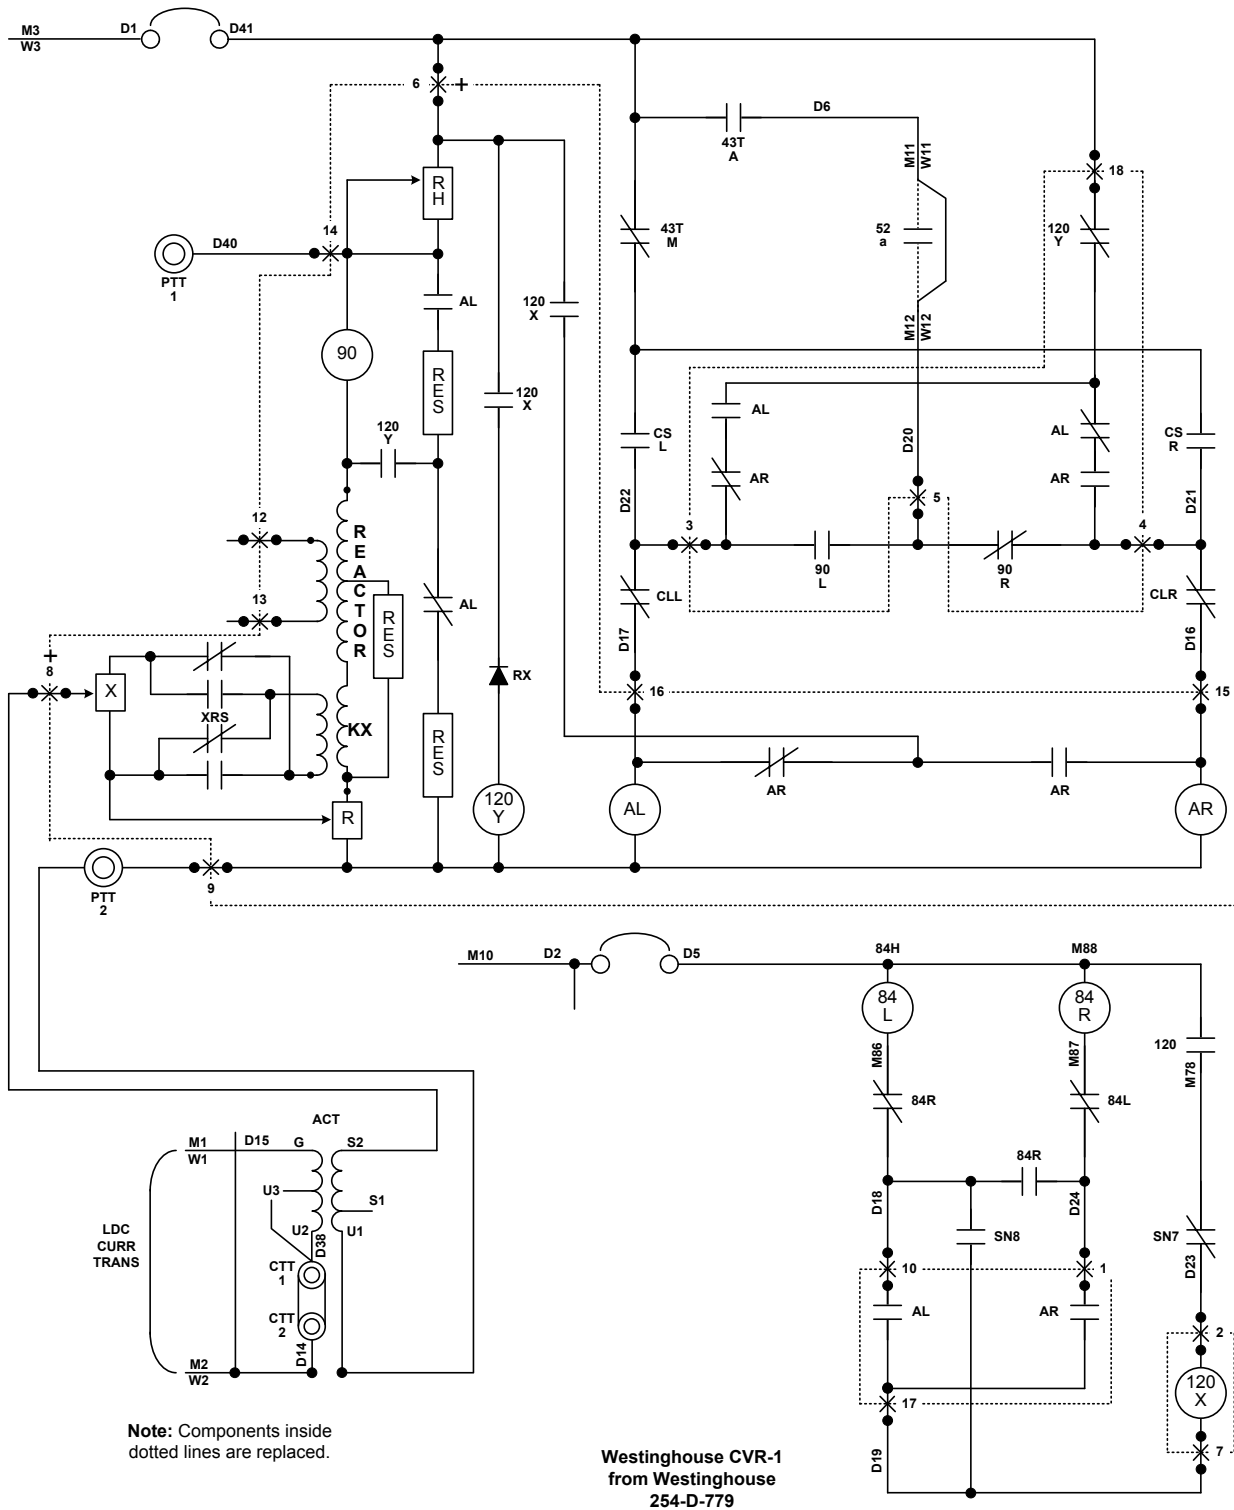 M3
W3
D1
D41
6
+
D6
43T
A
M11
W11
18
RH
14
D40
PTT
1
43T
M
52
a
120
Y
AL
120
X
M12
W12
90
RES
120
X
AL
AL
CS
L
CS
R
120
Y
D20
AR
AR
D22
D21
5
12
3
4
REACTOR
90
L
90
R
13
RES
AL
CLL
CLR
D17
D16
+
8
X
XRS
RX
16
15
KX
RES
AR
AR
R
120
Y
AL
AR
PTT
2
9
M10
D2
D5
84H
M88
84
L
84
R
M86
M87
120
M78
84R
84L
ACT
M1
W1
D15
G
S2
84R
U3
S1
D18
D24
LDC
CURR
TRANS
U2
U1
D38
SN8
SN7
D23
CTT
1
10
1
CTT
2
AL
AR
2
D14
M2
W2
120
X
17
Note: Components inside
dotted lines are replaced.
D19
7
Westinghouse CVR-1
from Westinghouse
254-D-779